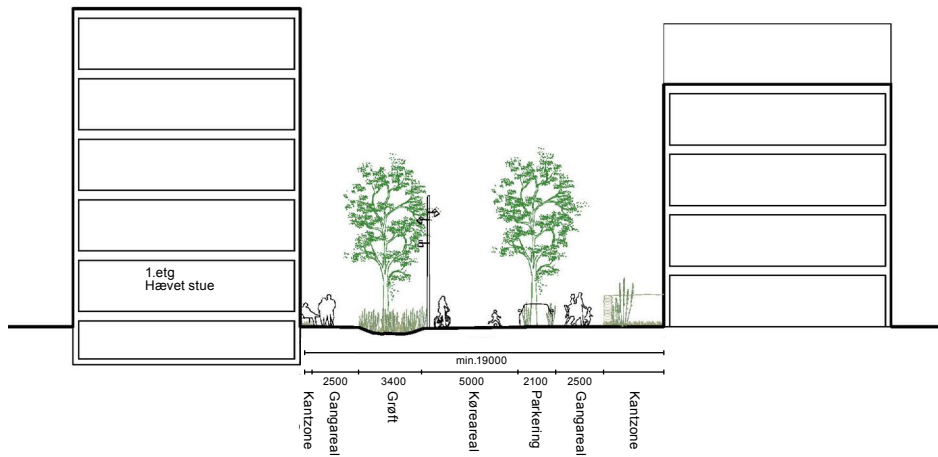 1.etg
Hævet stue
min.19000
2500
3400
5000
2100
2500
Kantzone
Gangareal
Grøft
Køreareal
Parkering
Gangareal
Kantzone